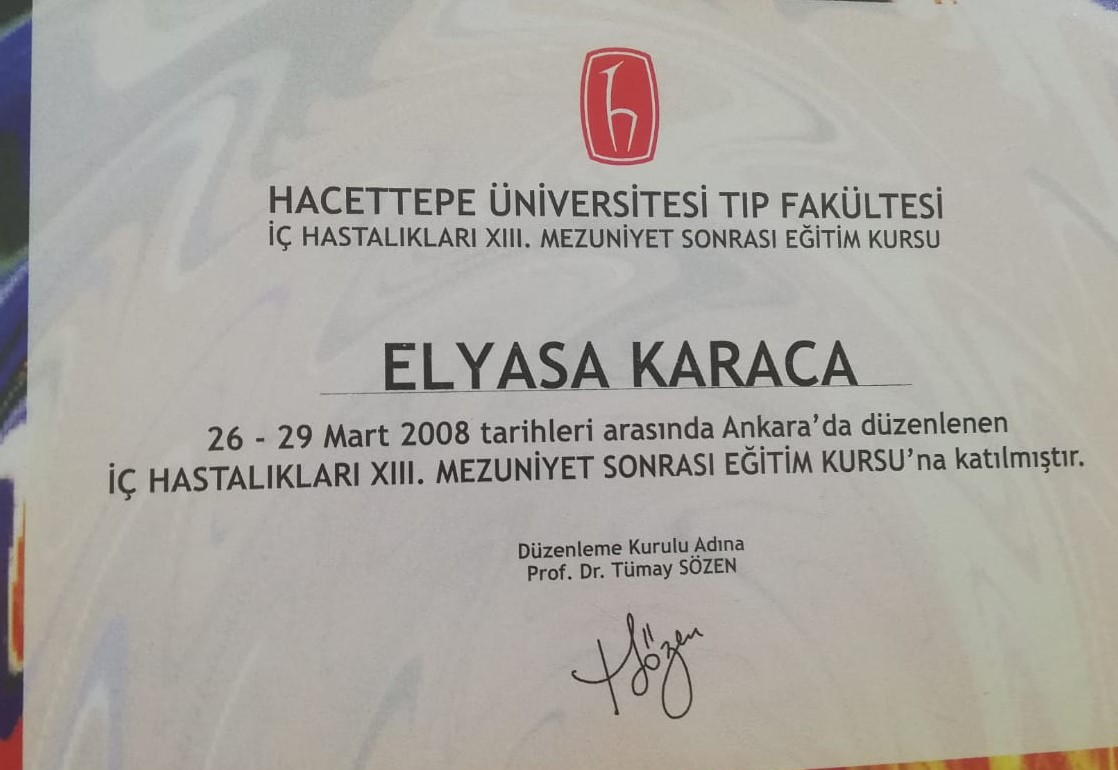 HACETTEPE ÜNİVERSİTESİ TIP FAKÜLTESİ
İÇ HASTALIKLARI XIII. MEZUNİYET SONRASI EĞİTİM KURSU
ELYASA KARACA
26 - 29 Mart 2008 tarihleri arasında Ankara'da düzenlenen
İÇ HASTALIKLARI XIII. MEZUNİYET SONRASI EĞİTİM KURSU'na katılmıştır.
Düzenleme Kurulu Adına
Prof. Dr. Tümay SÖZEN
TSözen